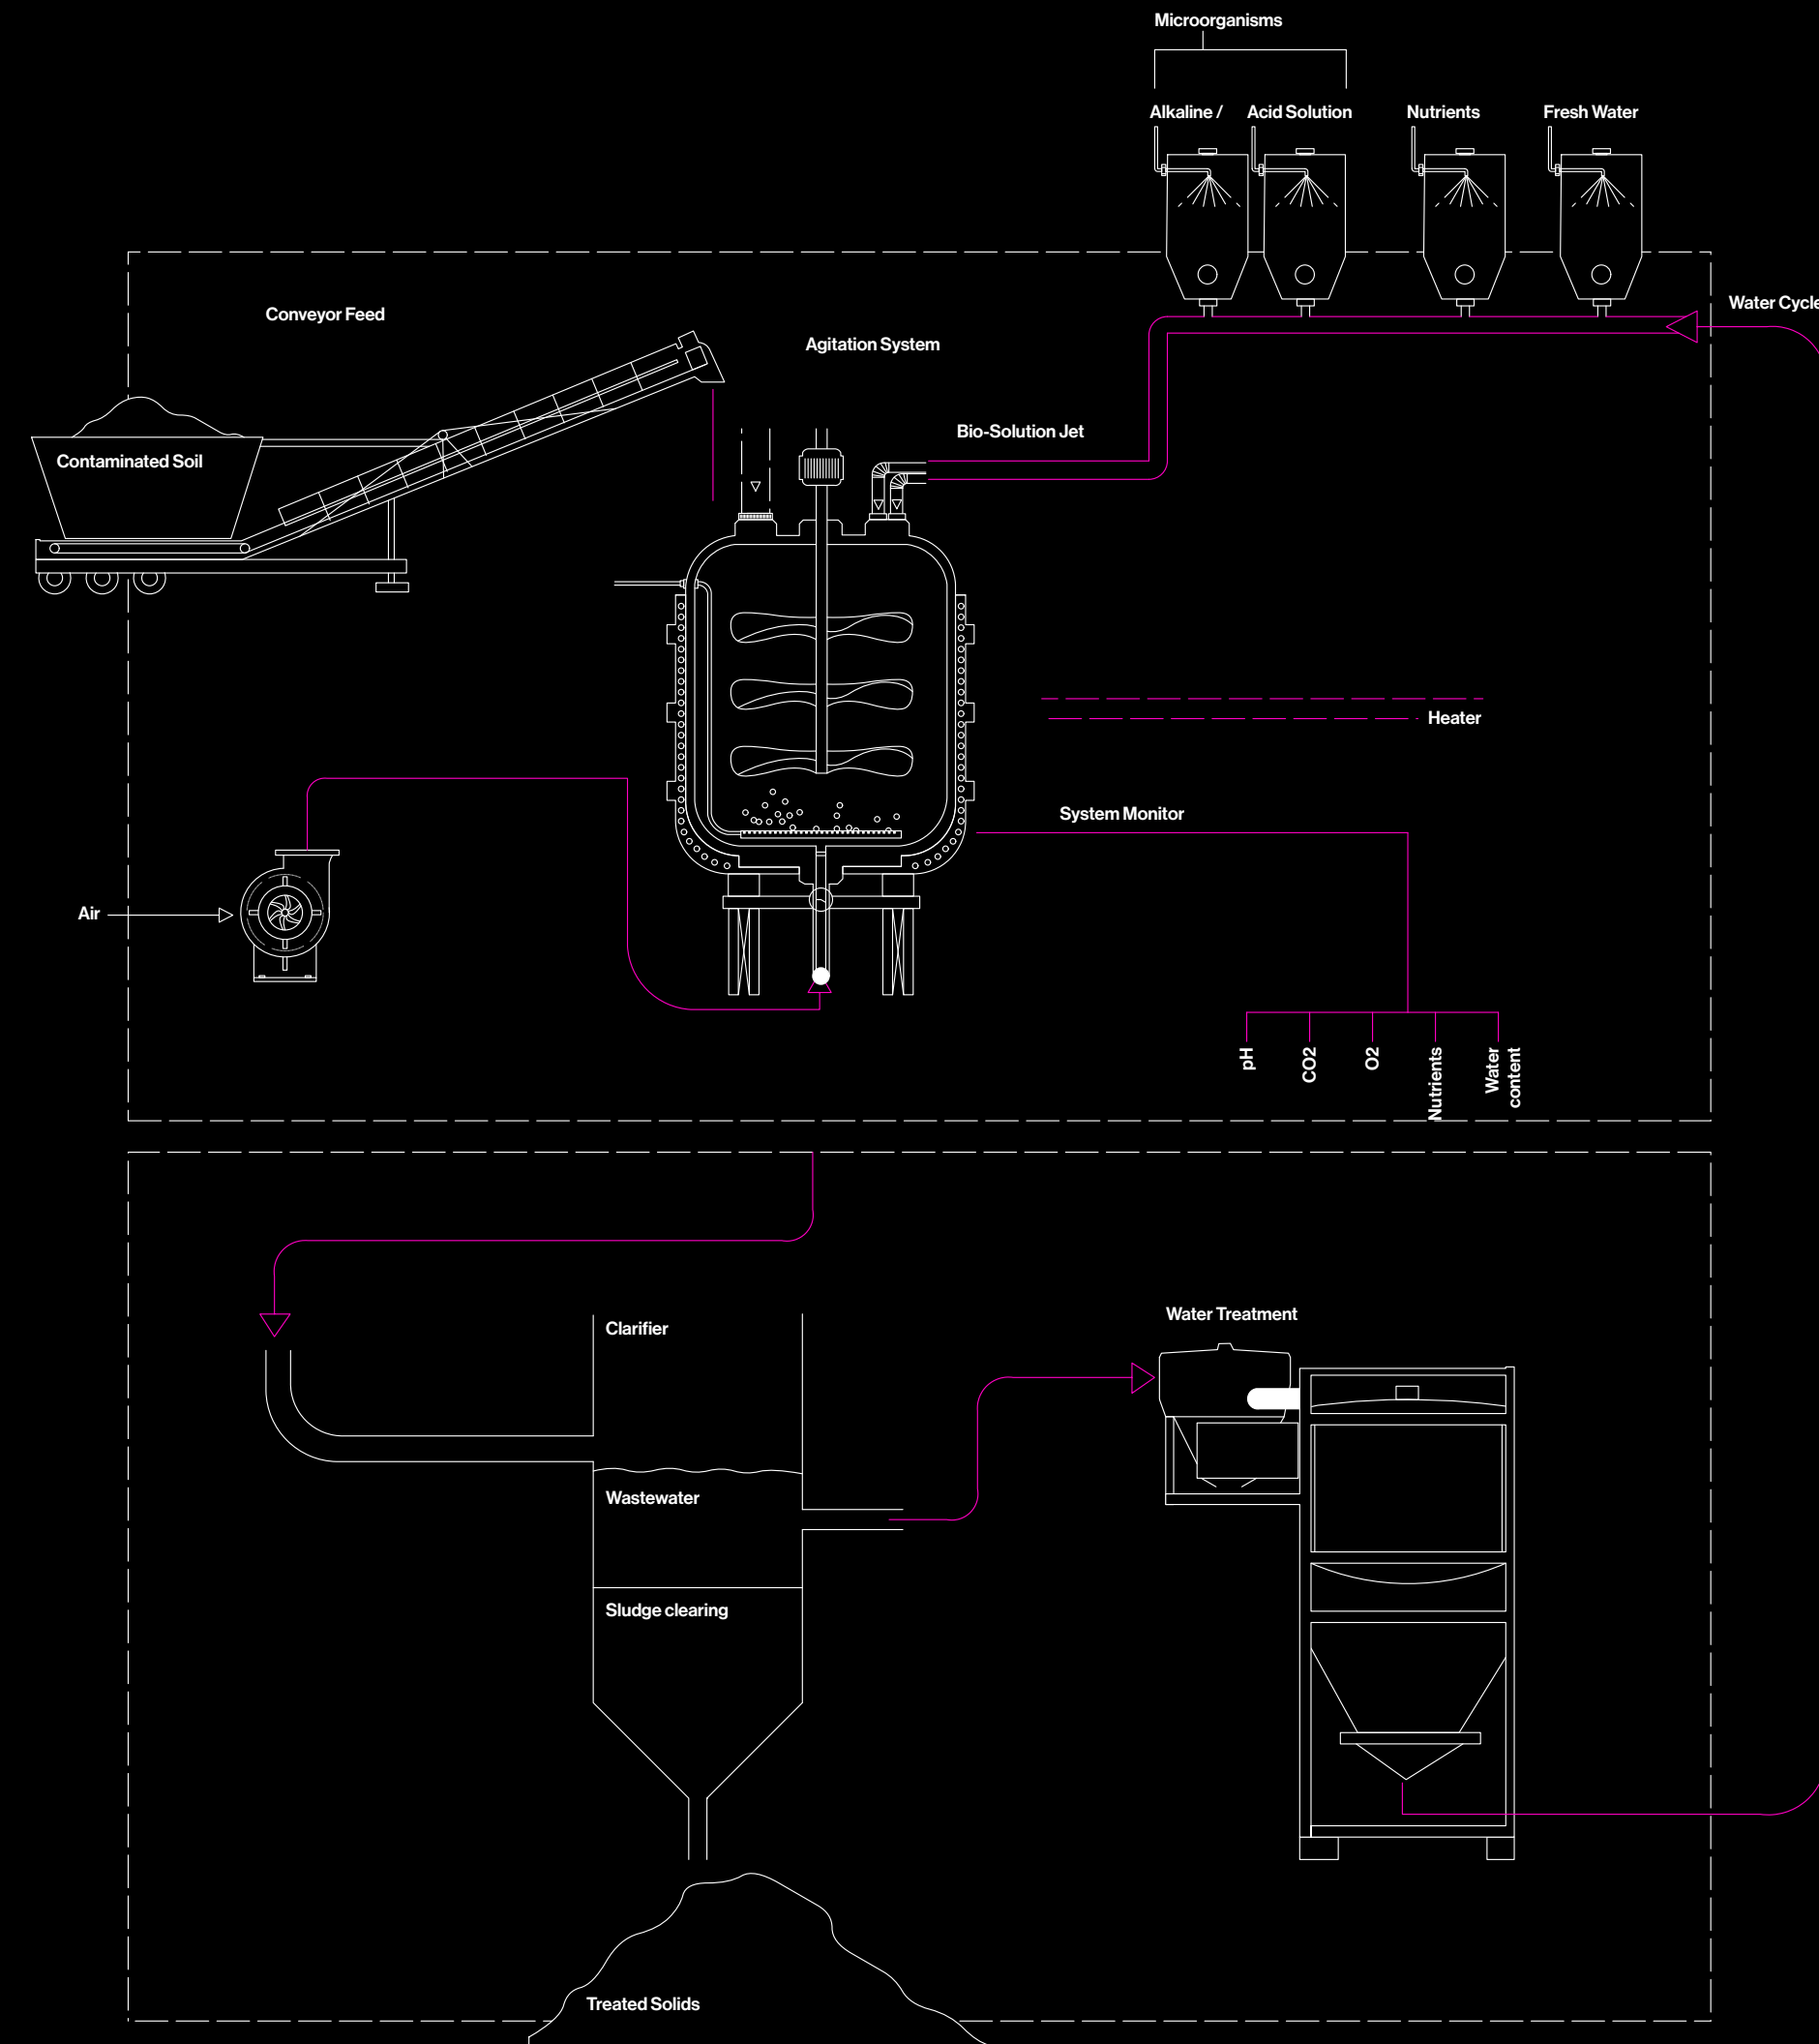 Microorganisms
Alkaline /
Acid Solution
Nutrients
Fresh Water
Water Cycle
Conveyor Feed
Agitation System
Bio-Solution Jet
Contaminated Soil
Heater
System Monitor
Air
pH
CO2
O2
Nutrients
Water
content
Water Treatment
Clarifier
Wastewater
Sludge clearing
Treated Solids